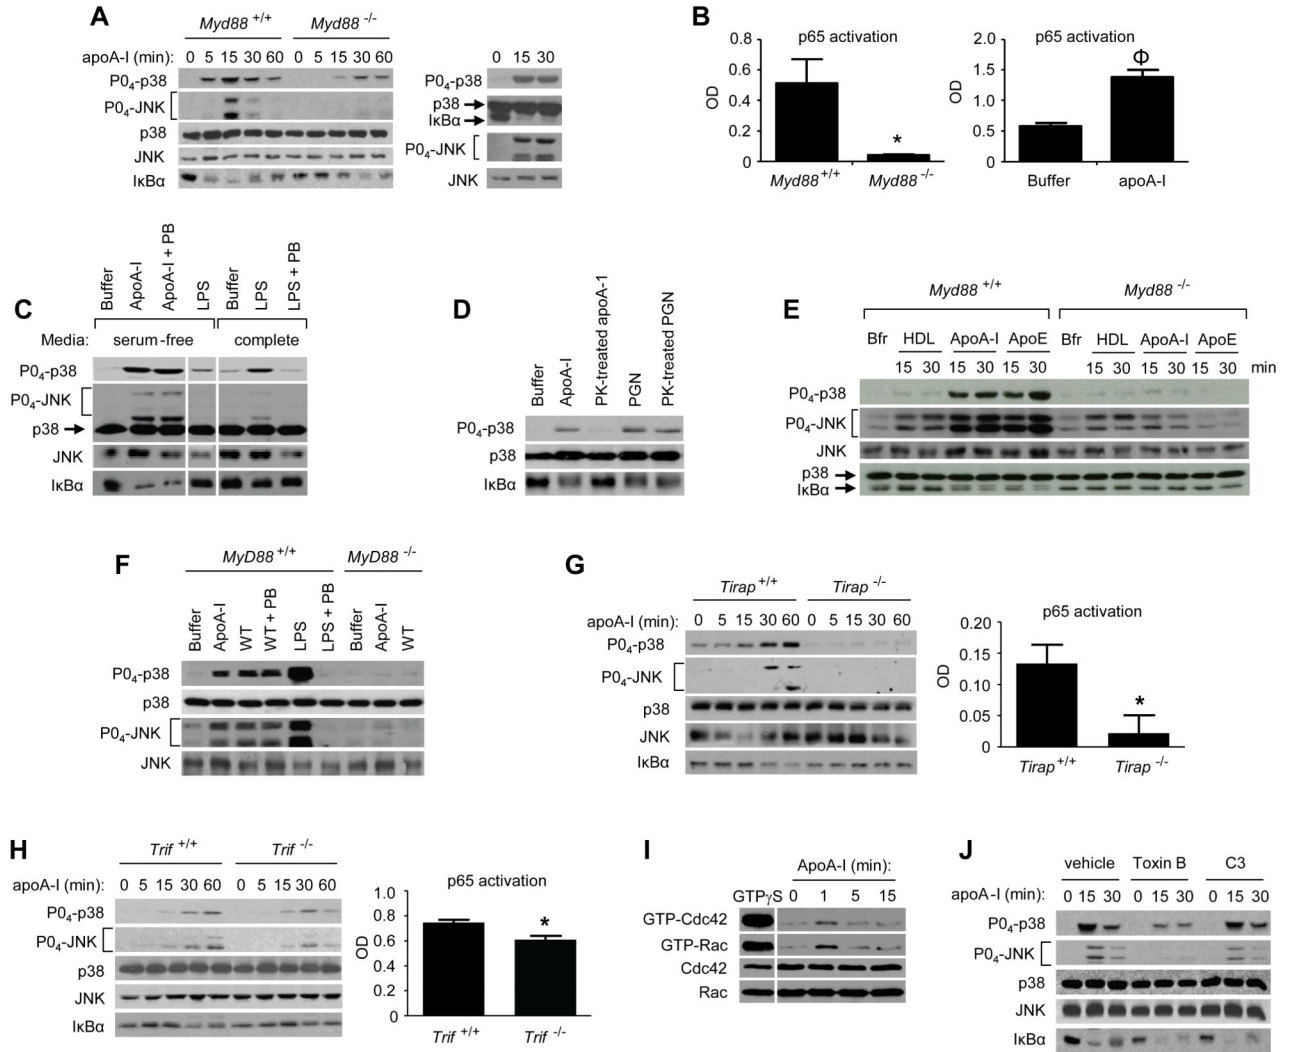 A
Myd88 +/+ Myd88 -/-
apoA-I (min): 0 5 15 30 60 0 5 15 30 60
P04-p38
P04-JNK
p38
JNK
IκBα
0 15 30
P04-p38
p38
IκBα
P04-JNK
JNK
B
p65 activation
OD
0.8
0.6
0.4
0.2
0
*
Myd88+/+ Myd88-/-
p65 activation
OD
2.0
1.5
1.0
0.5
0
Φ
Buffer apoA-I
C
Buffer
ApoA-I
ApoA-I + PB
LPS
Buffer
LPS
LPS + PB
Media: serum-free complete
P04-p38
P04-JNK
p38
JNK
IκBα
D
Buffer
ApoA-I
PK-treated apoA-1
PGN
PK-treated PGN
P04-p38
p38
IκBα
E
Myd88 +/+ Myd88 -/-
Bfr HDL ApoA-I ApoE Bfr HDL ApoA-I ApoE
15 30 15 30 15 30 15 30 15 30 15 30 min
P04-p38
P04-JNK
JNK
p38
IκBα
F
MyD88 +/+ MyD88 -/-
Buffer
ApoA-I
WT
WT + PB
LPS
LPS + PB
Buffer
ApoA-I
WT
P04-p38
p38
P04-JNK
JNK
G
Tirap+/+ Tirap -/-
apoA-I (min): 0 5 15 30 60 0 5 15 30 60
P04-p38
P04-JNK
p38
JNK
IκBα
p65 activation
OD
0.20
0.15
0.10
0.05
0
*
Tirap+/+ Tirap -/-
H
Trif +/+ Trif -/-
apoA-I (min): 0 5 15 30 60 0 5 15 30 60
P04-p38
P04-JNK
p38
JNK
IκBα
p65 activation
OD
1.0
0.8
0.6
0.4
0.2
0
*
Trif +/+ Trif -/-
I
ApoA-I (min):
GTPγS 0 1 5 15
GTP-Cdc42
GTP-Rac
Cdc42
Rac
J
vehicle Toxin B C3
apoA-I (min): 0 15 30 0 15 30 0 15 30
P04-p38
P04-JNK
p38
JNK
IκBα